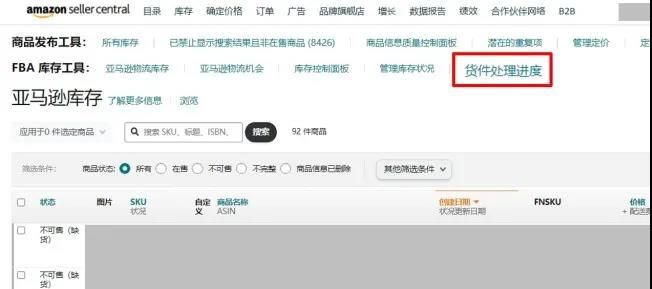 amazon seller central 目录 库存 确定价格 订单 广告 品牌旗舰店 增长 数据报告 绩效 合作伙伴网络 B2B
商品发布工具: 所有库存 已禁止显示搜索结果且非在售商品 (8426) 商品信息质量控制面板 潜在的重复项 管理定价
FBA 库存工具: 亚马逊物流库存 亚马逊物流机会 库存控制面板 管理库存状况 货件处理进度
亚马逊库存 了解更多信息 浏览
应用于0 件选定商品 搜索 SKU、标题、ISBN、 搜索 92 件商品
筛选条件: 商品状态: 所有 在售 不可售 不完整 商品信息已删除 其他筛选条件
状态 图片 SKU 自定 商品名称 创建日期 FNSKU 价格
状况 义 ASIN 状况更新日期 + 配送
不可售 (缺
货)
不可售 (缺
货)